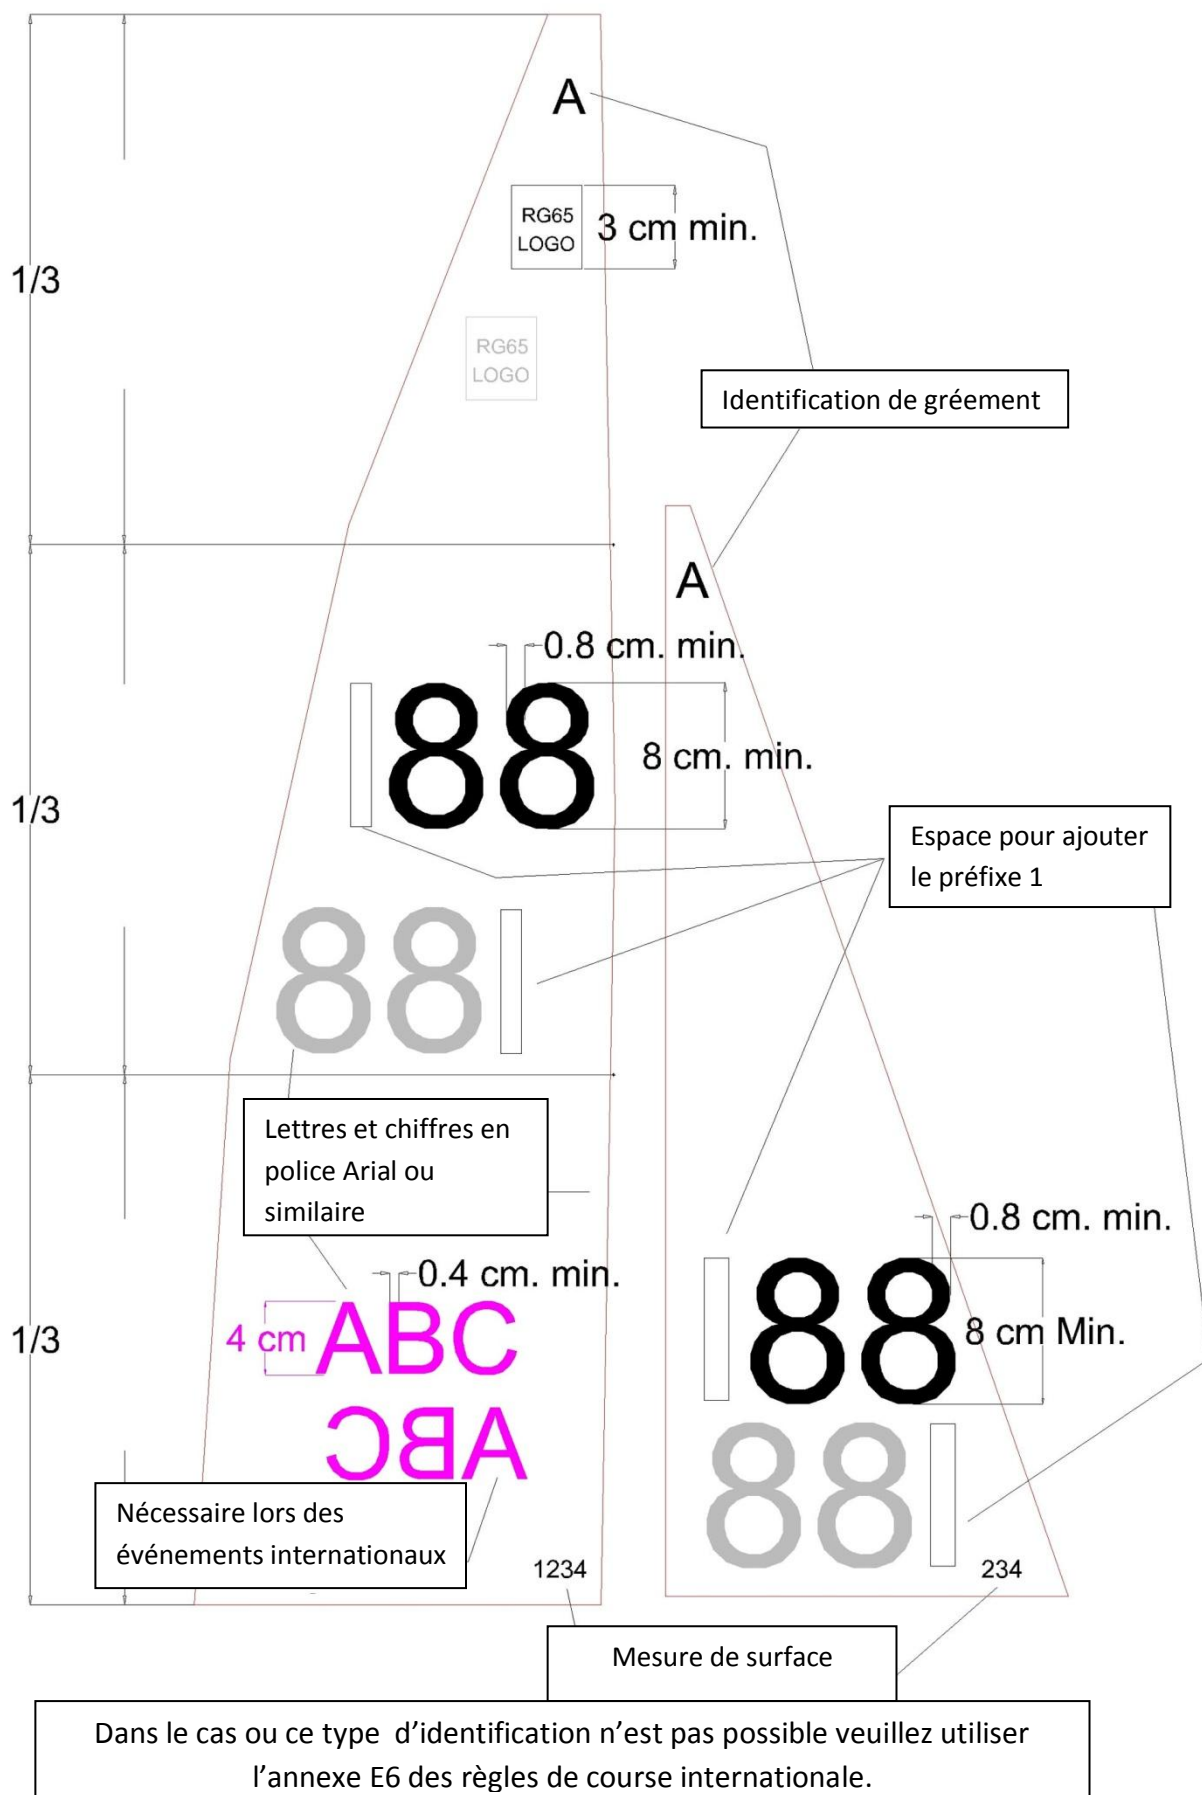 A
RG65
LOGO
3 cm min.
1/3
RG65
LOGO
Identification de gréement
A
0.8 cm. min.
88
8 cm. min.
1/3
Espace pour ajouter
le préfixe 1
88
Lettres et chiffres en
police Arial ou
similaire
0.8 cm. min.
0.4 cm. min.
88
8 cm Min.
1/3
4 cm
ABC
ABC
88
Nécessaire lors des
événements internationaux
1234
234
Mesure de surface
Dans le cas ou ce type d’identification n’est pas possible veuillez utiliser
l’annexe E6 des règles de course internationale.